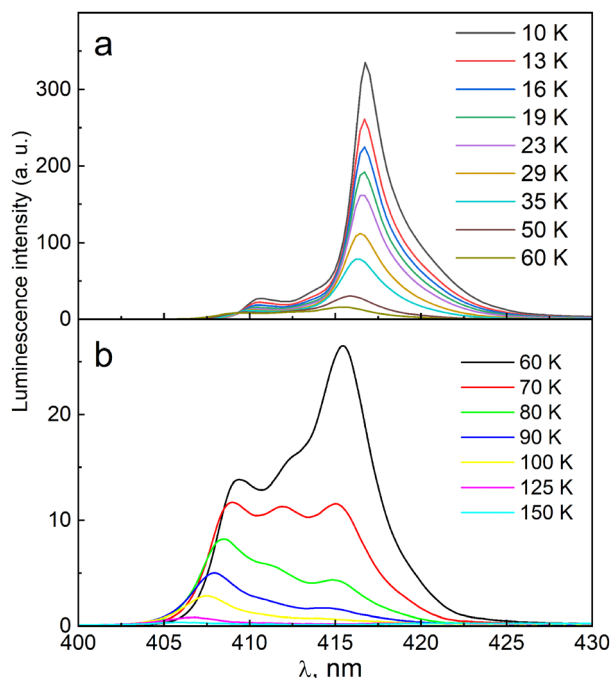 a
Luminescence intensity (a. u.)
300
200
100
0
10 K
13 K
16 K
19 K
23 K
29 K
35 K
50 K
60 K
b
20
10
0
60 K
70 K
80 K
90 K
100 K
125 K
150 K
400 405 410 415 420 425 430
λ, nm